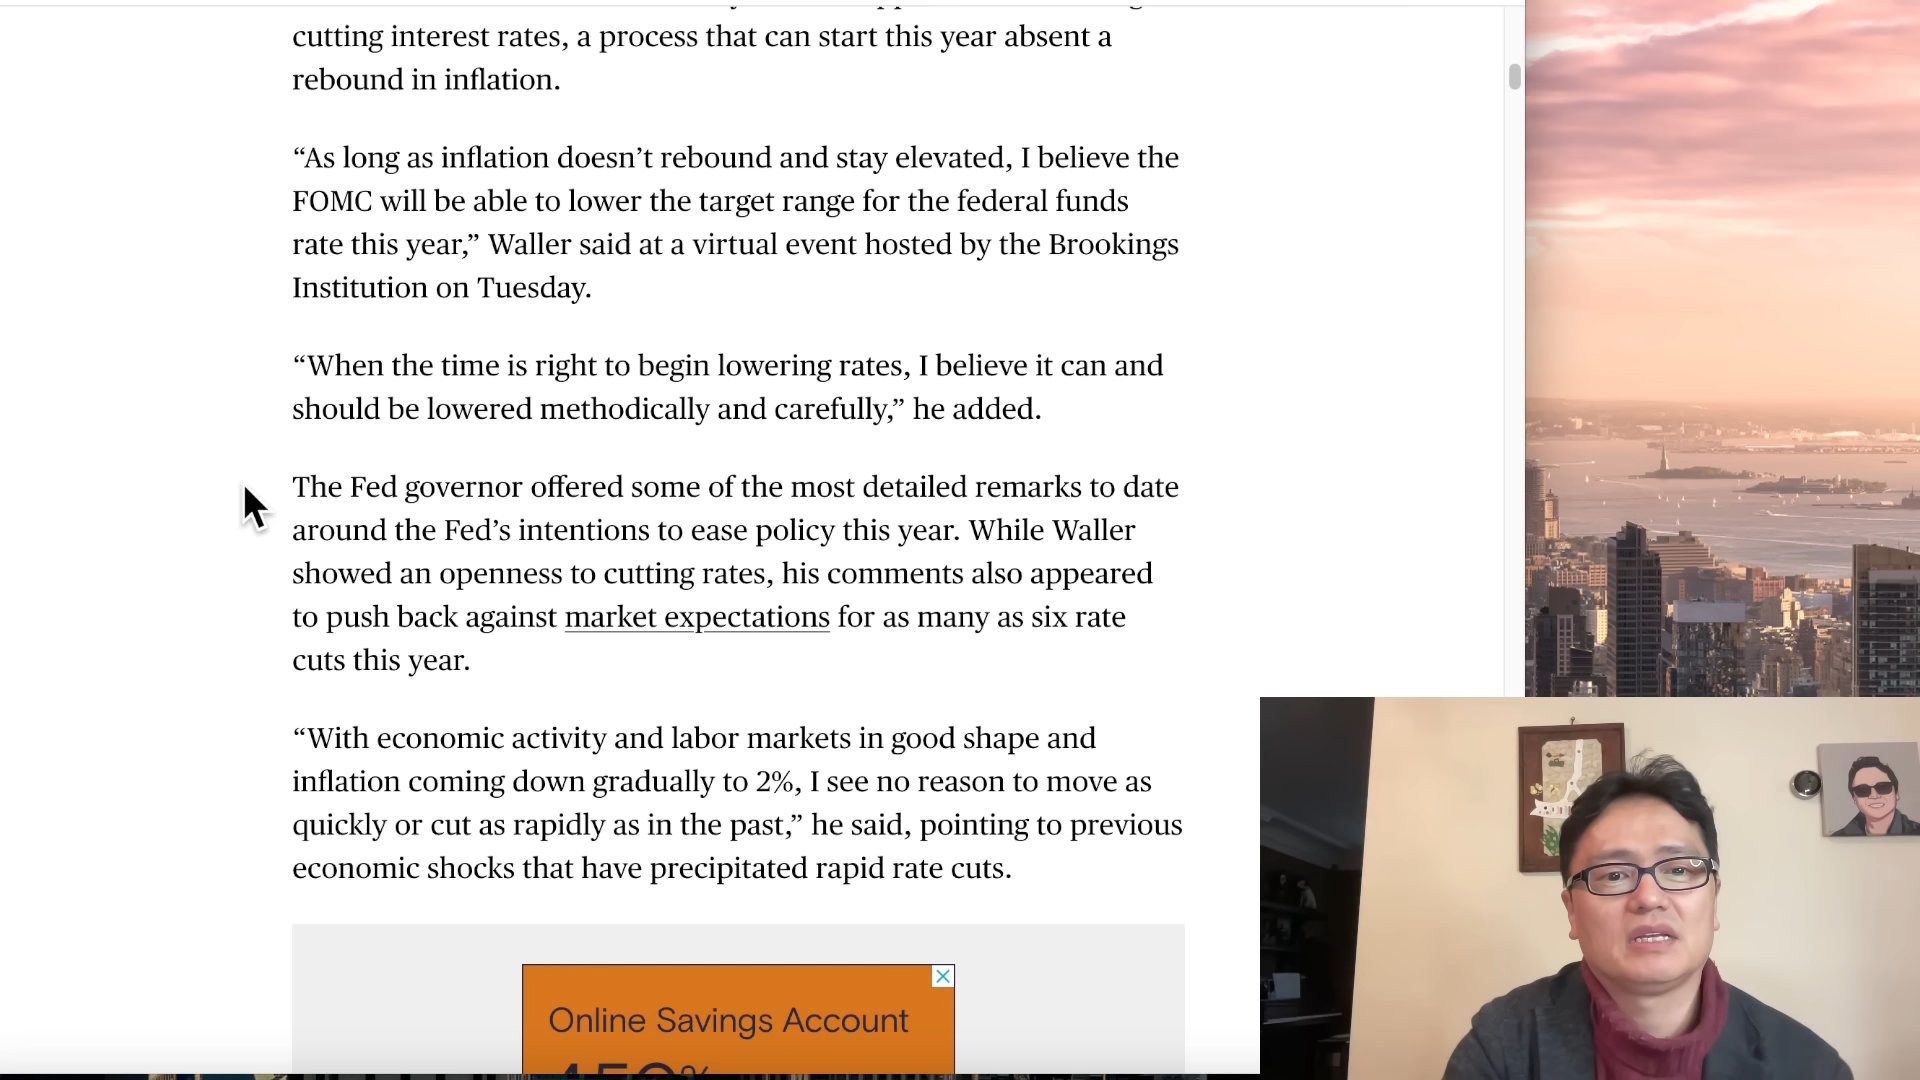 cutting interest rates, a process that can start this year absent a
rebound in inflation.
“As long as inflation doesn’t rebound and stay elevated, I believe the
FOMC will be able to lower the target range for the federal funds
rate this year,” Waller said at a virtual event hosted by the Brookings
Institution on Tuesday.
“When the time is right to begin lowering rates, I believe it can and
should be lowered methodically and carefully,” he added.
The Fed governor offered some of the most detailed remarks to date
around the Fed’s intentions to ease policy this year. While Waller
showed an openness to cutting rates, his comments also appeared
to push back against market expectations for as many as six rate
cuts this year.
“With economic activity and labor markets in good shape and
inflation coming down gradually to 2%, I see no reason to move as
quickly or cut as rapidly as in the past,” he said, pointing to previous
economic shocks that have precipitated rapid rate cuts.
Online Savings Account